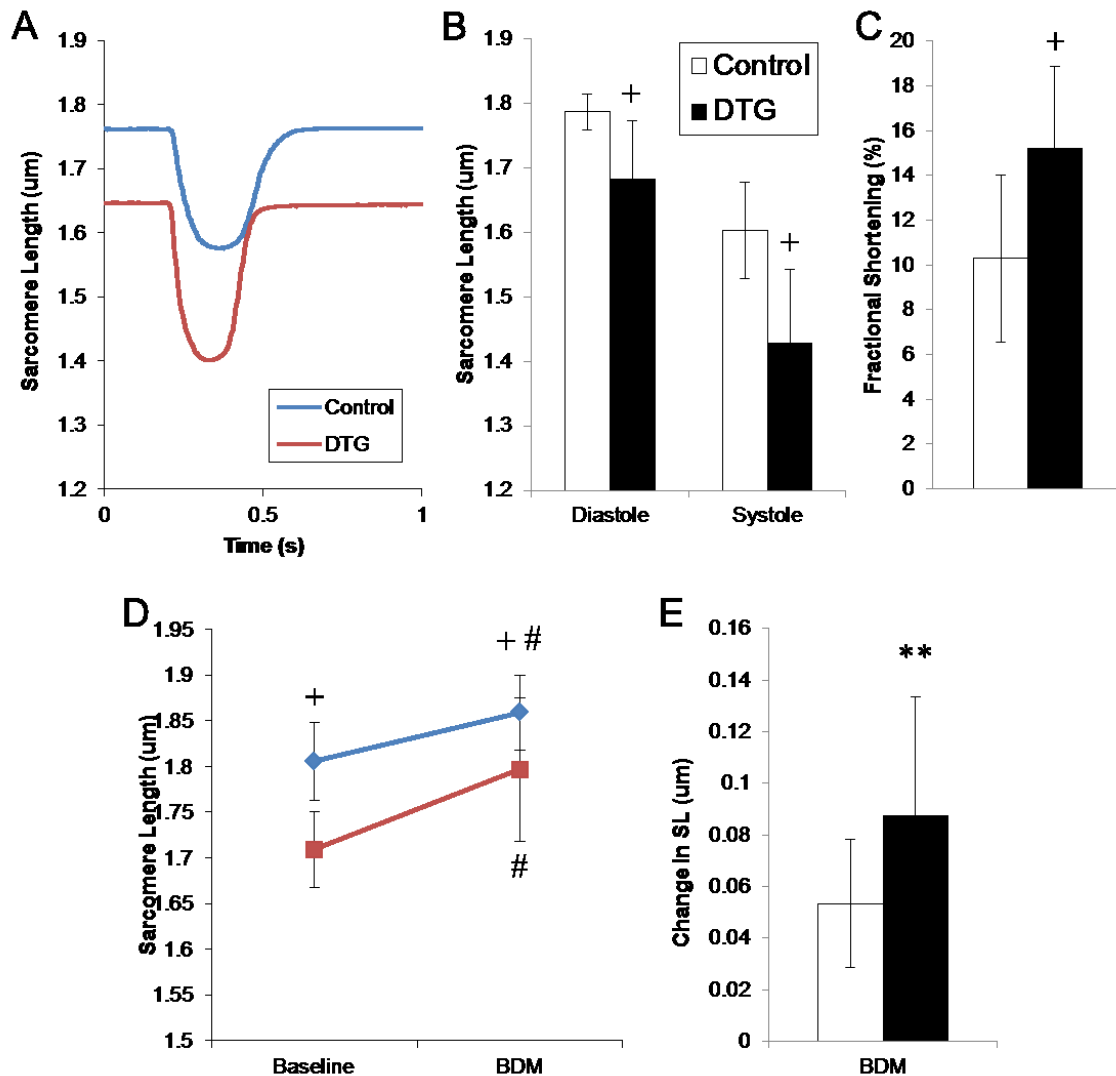 A
1.9
1.8
1.7
1.6
1.5
1.4
1.3
1.2
Sarcomere Length (um)
0
0.5
1
Time (s)
Control
DTG
B
1.9
1.8
1.7
1.6
1.5
1.4
1.3
1.2
Sarcomere Length (um)
+
+
Diastole
Systole
Control
DTG
C
20
18
16
14
12
10
8
6
4
2
0
Fractional Shortening (%)
+
D
1.95
1.9
1.85
1.8
1.75
1.7
1.65
1.6
1.55
1.5
Sarcomere Length (um)
+
+ #
#
Baseline
BDM
E
0.16
0.14
0.12
0.1
0.08
0.06
0.04
0.02
0
Change in SL (um)
**
BDM